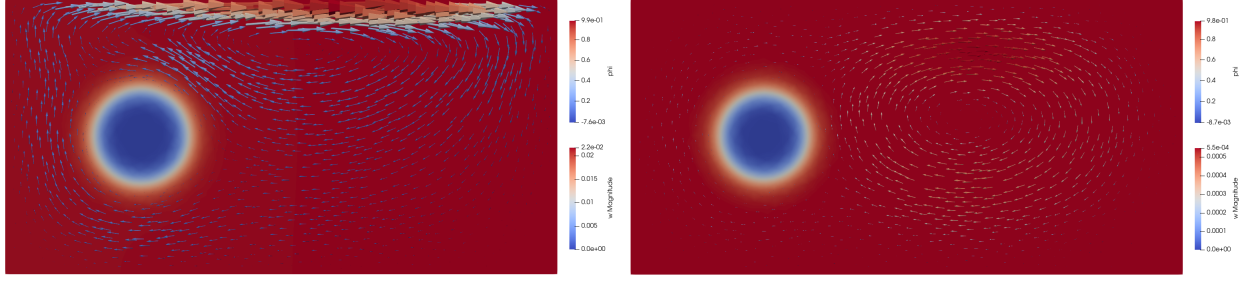 9.9e-01
0.8
0.6
0.4
0.2
-7.6e-03
phi
2.2e-02
0.02
0.015
0.01
0.005
0.0e+00
w Magnitude
9.8e-01
0.8
0.6
0.4
0.2
-8.7e-03
phi
5.5e-04
0.0005
0.0004
0.0003
0.0002
0.0001
0.0e+00
w Magnitude